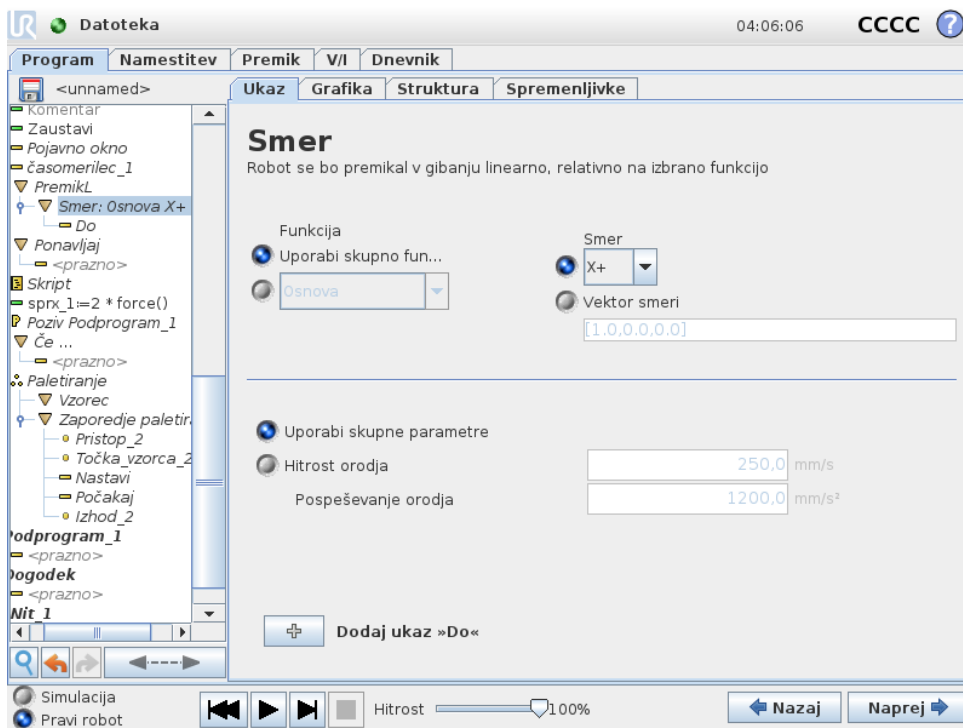 UR Datoteka 04:06:06 CCCC ?
Program Namestitev Premik V/I Dnevnik
<unnamed>
Ukaz Grafika Struktura Spremenljivke
Komentar
Zaustavi
Pojavno okno
časomerilec_1
PremikL
Smer: Osnova X+
Do
Ponavljaj
<prazno>
Skript
sprx_1:=2 * force()
Poziv Podprogram_1
Če ...
<prazno>
Paletiranje
Vzorec
Zaporedje paletir
Pristop_2
Točka_vzorca_2
Nastavi
Počakaj
Izhod_2
Podprogram_1
<prazno>
Dogodek
<prazno>
Nit_1
Smer
Robot se bo premikal v gibanju linearno, relativno na izbrano funkcijo
Funkcija
Uporabi skupno fun...
Osnova
Smer
X+
Vektor smeri
[1.0,0.0,0.0]
Uporabi skupne parametre
Hitrost orodja 250,0 mm/s
Pospeševanje orodja 1200,0 mm/s²
Dodaj ukaz »Do«
Simulacija
Pravi robot
Hitrost 100%
Nazaj Naprej